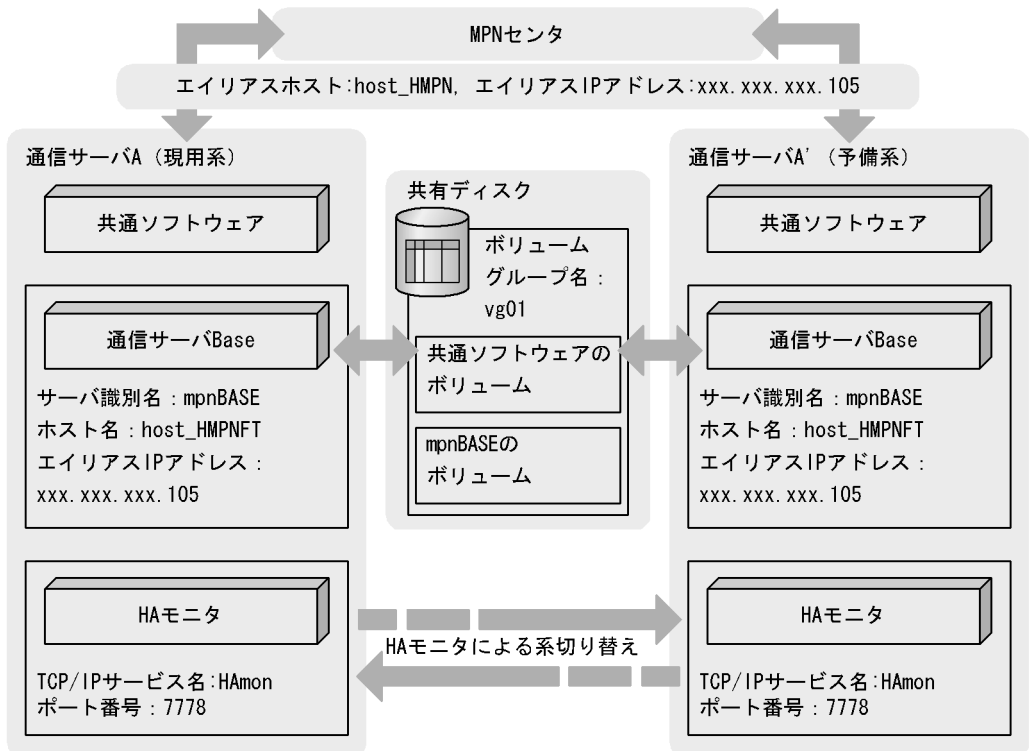 MPNセンタ
エイリアスホスト:host_HMPN, エイリアスIPアドレス:xxx.xxx.xxx.105
通信サーバA（現用系）
共通ソフトウェア
通信サーバBase
サーバ識別名：mpnBASE
ホスト名：host_HMPNFT
エイリアスIPアドレス：
xxx.xxx.xxx.105
HAモニタ
TCP/IPサービス名:HAmon
ポート番号：7778
共有ディスク
ボリューム
グループ名：
vg01
共通ソフトウェアの
ボリューム
mpnBASEの
ボリューム
HAモニタによる系切り替え
通信サーバA'（予備系）
共通ソフトウェア
通信サーバBase
サーバ識別名：mpnBASE
ホスト名：host_HMPNFT
エイリアスIPアドレス：
xxx.xxx.xxx.105
HAモニタ
TCP/IPサービス名:HAmon
ポート番号：7778